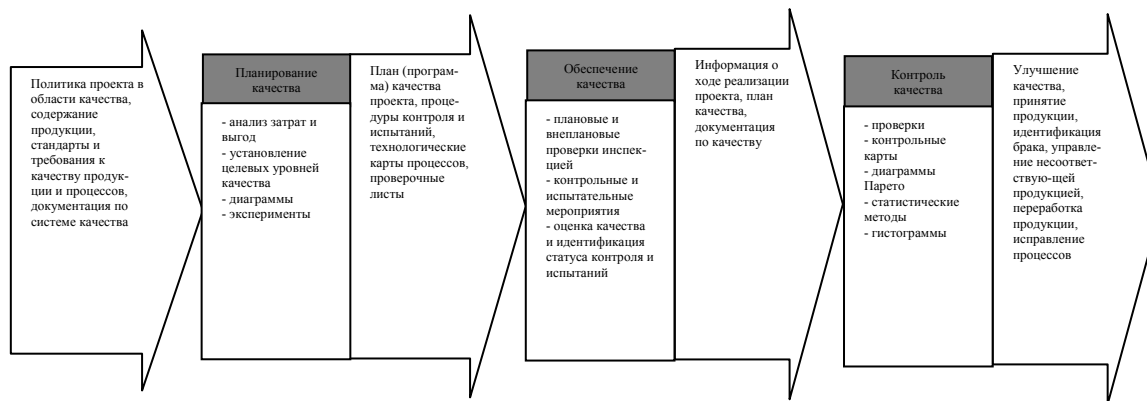 Политика проекта в
области качества,
содержание
продукции,
стандарты и
требования к
качеству продук-
ции и процессов,
документация по
системе качества
Планирование
качества
- анализ затрат и
выгод
- установление
целевых уровней
качества
- диаграммы
- эксперименты
План (програм-
ма) качества
проекта, проце-
дуры контроля и
испытаний,
технологические
карты процессов,
проверочные
листы
Обеспечение
качества
- плановые и
внеплановые
проверки инспек-
цией
- контрольные и
испытательные
мероприятия
- оценка качества
и идентификация
статуса контроля и
испытаний
Информация о
ходе реализации
проекта, план
качества,
документация
по качеству
Контроль
качества
- проверки
- контрольные
карты
- диаграммы
Парето
- статистические
методы
- гистограммы
Улучшение
качества,
принятие
продукции,
идентификация
брака, управле-
ние несоответ-
ствую-щей
продукцией,
переработка
продукции,
исправление
процессов